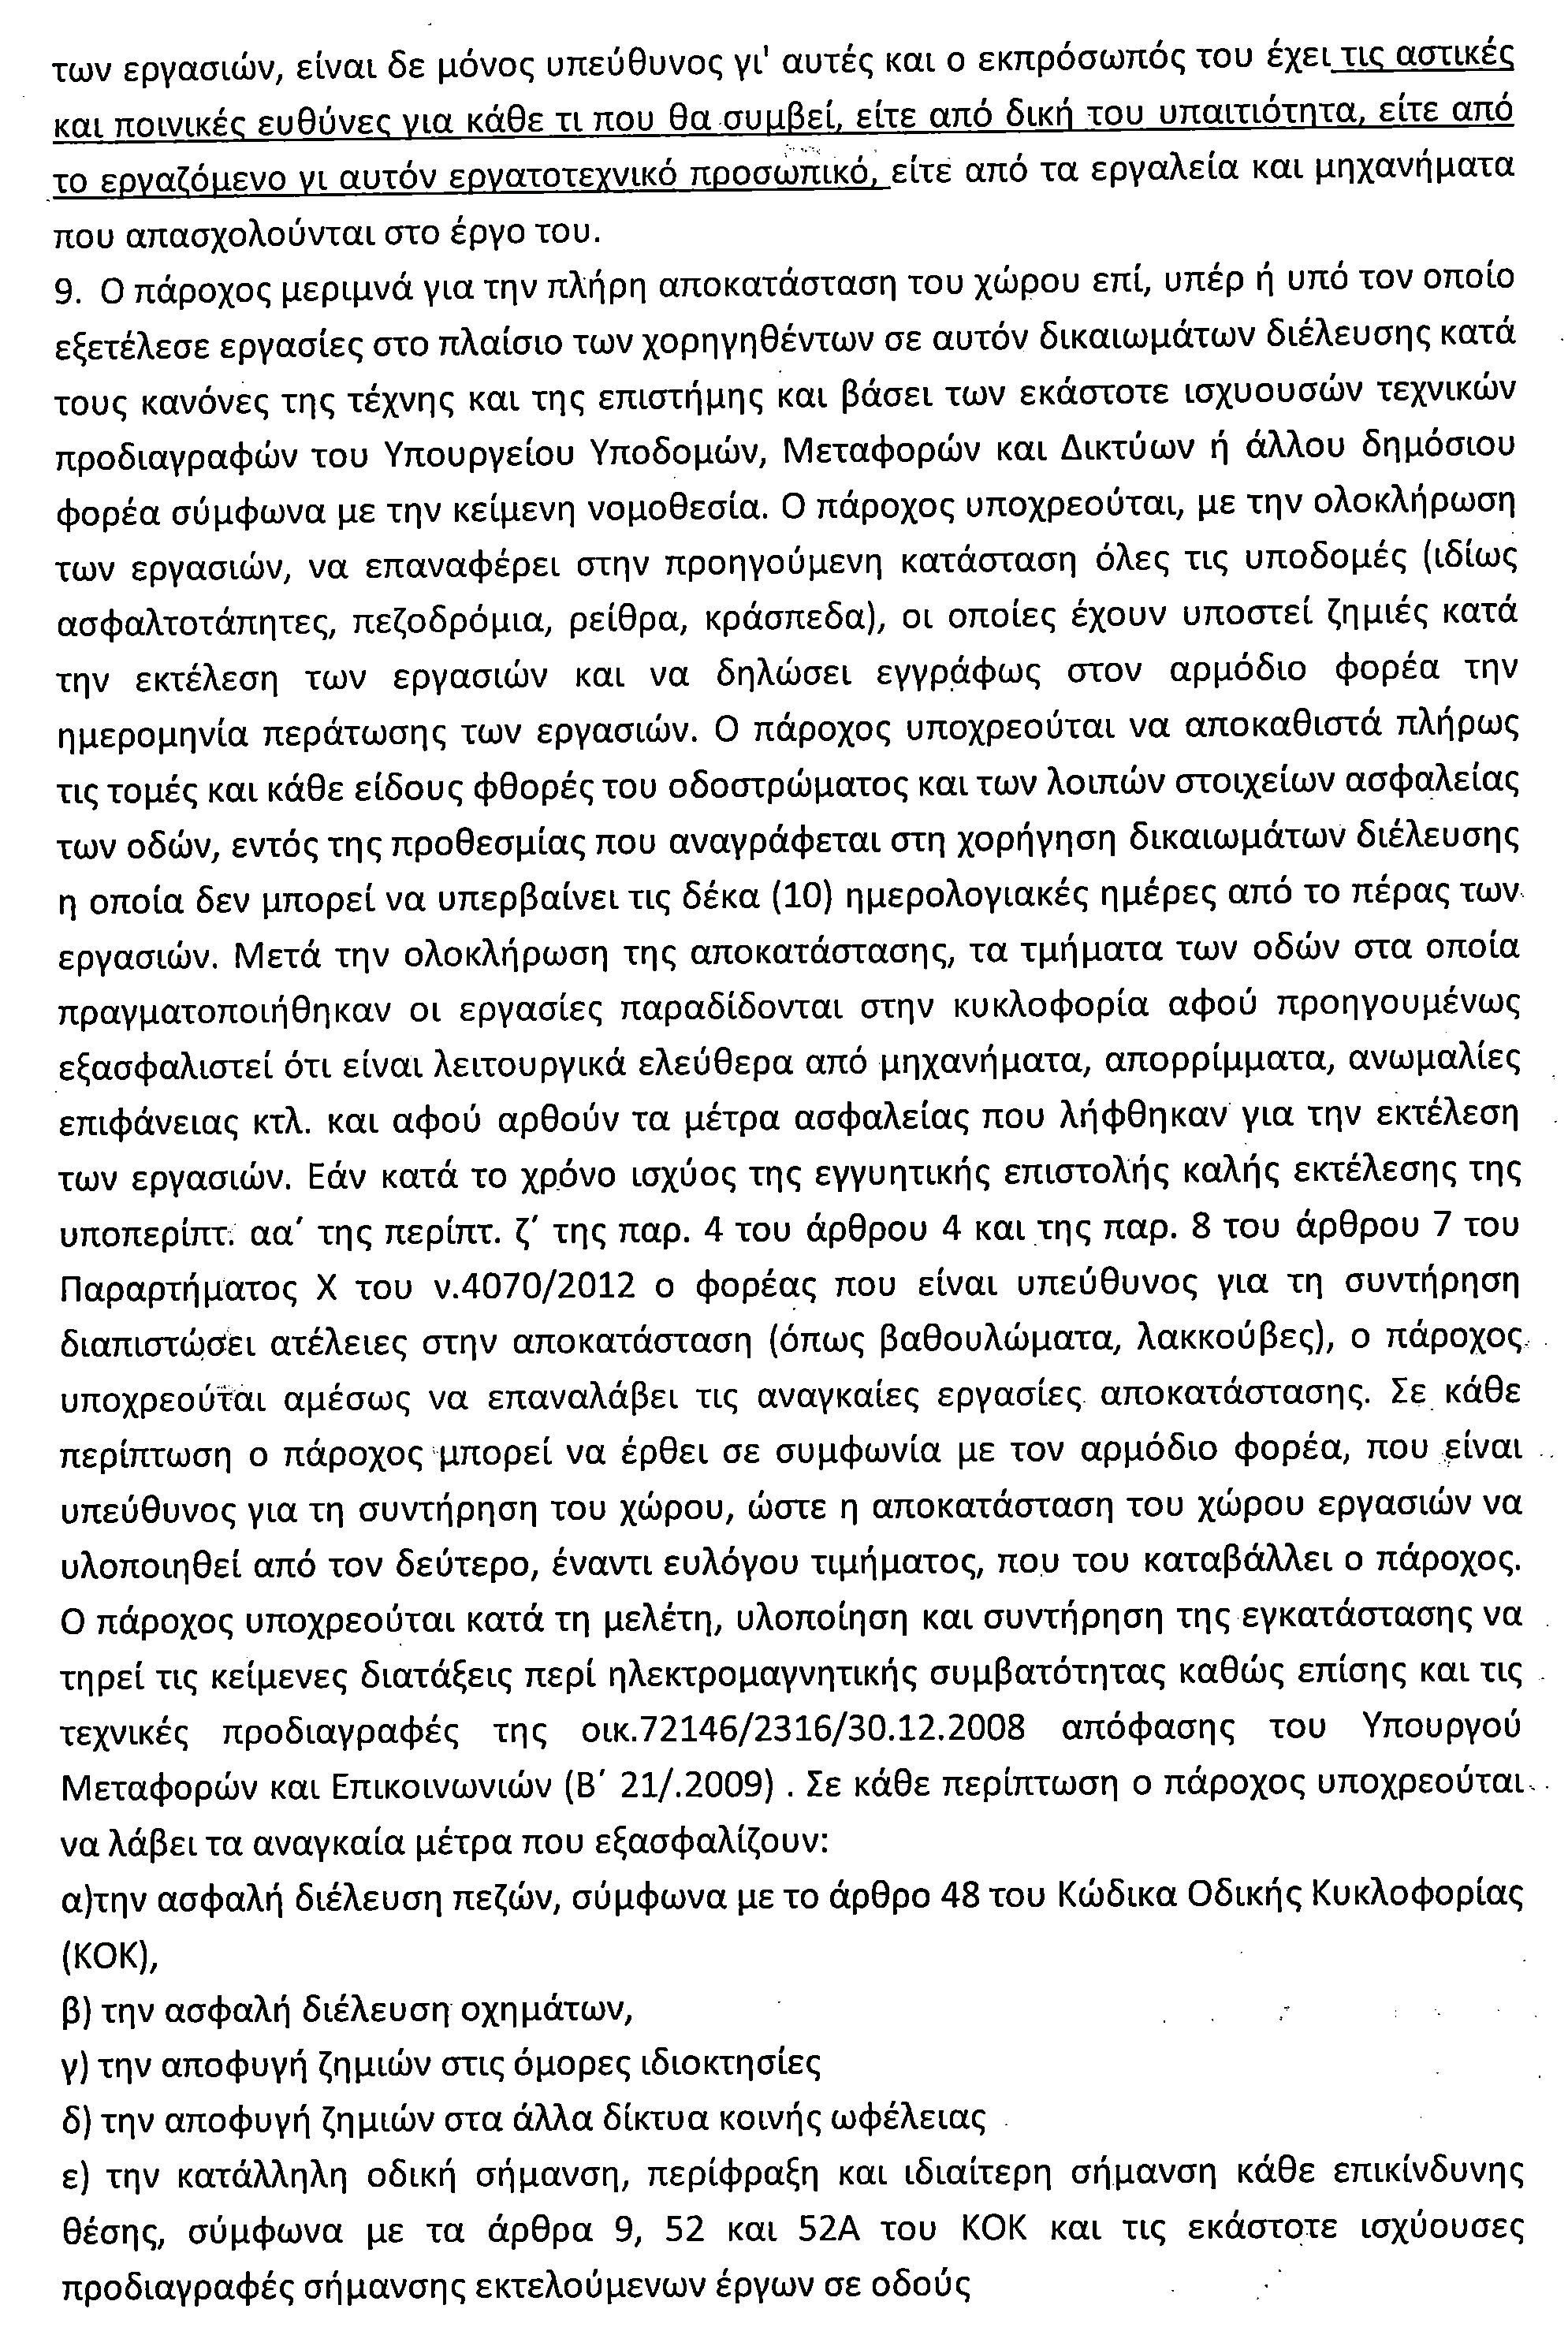 των εργασιών, είναι δε μόνος υπεύθυνος γι' αυτές και ο εκπρόσωπός του έχει τις αστικές
και ποινικές ευθύνες για κάθε τι που θα συμβεί, είτε από δική του υπαιτιότητα, είτε από
το εργαζόμενο γι αυτόν εργατοτεχνικό προσωπικό, είτε από τα εργαλεία και μηχανήματα
που απασχολούνται στο έργο του.
9. Ο πάροχος μεριμνά για την πλήρη αποκατάσταση του χώρου επί, υπέρ ή υπό τον οποίο
εξετέλεσε εργασίες στο πλαίσιο των χορηγηθέντων σε αυτόν δικαιωμάτων διέλευσης κατά
τους κανόνες της τέχνης και της επιστήμης και βάσει των εκάστοτε ισχυουσών τεχνικών
προδιαγραφών του Υπουργείου Υποδομών, Μεταφορών και Δικτύων ή άλλου δημόσιου
φορέα σύμφωνα με την κείμενη νομοθεσία. Ο πάροχος υποχρεούται, με την ολοκλήρωση
των εργασιών, να επαναφέρει στην προηγούμενη κατάσταση όλες τις υποδομές (ιδίως
ασφαλτοτάπητες, πεζοδρόμια, ρείθρα, κράσπεδα), οι οποίες έχουν υποστεί ζημιές κατά
την εκτέλεση των εργασιών και να δηλώσει εγγράφως στον αρμόδιο φορέα την
ημερομηνία περάτωσης των εργασιών. Ο πάροχος υποχρεούται να αποκαθιστά πλήρως
τις τομές και κάθε είδους φθορές του οδοστρώματος και των λοιπών στοιχείων ασφαλείας
των οδών, εντός της προθεσμίας που αναγράφεται στη χορήγηση δικαιωμάτων διέλευσης
η οποία δεν μπορεί να υπερβαίνει τις δέκα (10) ημερολογιακές ημέρες από το πέρας των
εργασιών. Μετά την ολοκλήρωση της αποκατάστασης, τα τμήματα των οδών στα οποία
πραγματοποιήθηκαν οι εργασίες παραδίδονται στην κυκλοφορία αφού προηγουμένως
εξασφαλιστεί ότι είναι λειτουργικά ελεύθερα από μηχανήματα, απορρίμματα, ανωμαλίες
επιφάνειας κτλ. και αφού αρθούν τα μέτρα ασφαλείας που λήφθηκαν για την εκτέλεση
των εργασιών. Εάν κατά το χρόνο ισχύος της εγγυητικής επιστολής καλής εκτέλεσης της
υποπερίπτ. αα' της περίπτ. ζ' της παρ. 4 του άρθρου 4 και της παρ. 8 του άρθρου 7 του
Παραρτήματος Χ του ν.4070/2012 ο φορέας που είναι υπεύθυνος για τη συντήρηση
διαπιστώσει ατέλειες στην αποκατάσταση (όπως βαθουλώματα, λακκούβες), ο πάροχος
υποχρεούται αμέσως να επαναλάβει τις αναγκαίες εργασίες αποκατάστασης. Σε κάθε
περίπτωση ο πάροχος μπορεί να έρθει σε συμφωνία με τον αρμόδιο φορέα, που είναι
υπεύθυνος για τη συντήρηση του χώρου, ώστε η αποκατάσταση του χώρου εργασιών να
υλοποιηθεί από τον δεύτερο, έναντι ευλόγου τιμήματος, που του καταβάλλει ο πάροχος.
Ο πάροχος υποχρεούται κατά τη μελέτη, υλοποίηση και συντήρηση της εγκατάστασης να
τηρεί τις κείμενες διατάξεις περί ηλεκτρομαγνητικής συμβατότητας καθώς επίσης και τις
τεχνικές προδιαγραφές της οικ.72146/2316/30.12.2008 απόφασης του Υπουργού
Μεταφορών και Επικοινωνιών (Β' 21/.2009) . Σε κάθε περίπτωση ο πάροχος υποχρεούται
να λάβει τα αναγκαία μέτρα που εξασφαλίζουν:
α)την ασφαλή διέλευση πεζών, σύμφωνα με το άρθρο 48 του Κώδικα Οδικής Κυκλοφορίας
(ΚΟΚ),
β) την ασφαλή διέλευση οχημάτων,
γ) την αποφυγή ζημιών στις όμορες ιδιοκτησίες
δ) την αποφυγή ζημιών στα άλλα δίκτυα κοινής ωφέλειας
ε) την κατάλληλη οδική σήμανση, περίφραξη και ιδιαίτερη σήμανση κάθε επικίνδυνης
θέσης, σύμφωνα με τα άρθρα 9, 52 και 52Α του ΚΟΚ και τις εκάστοτε ισχύουσες
προδιαγραφές σήμανσης εκτελούμενων έργων σε οδούς